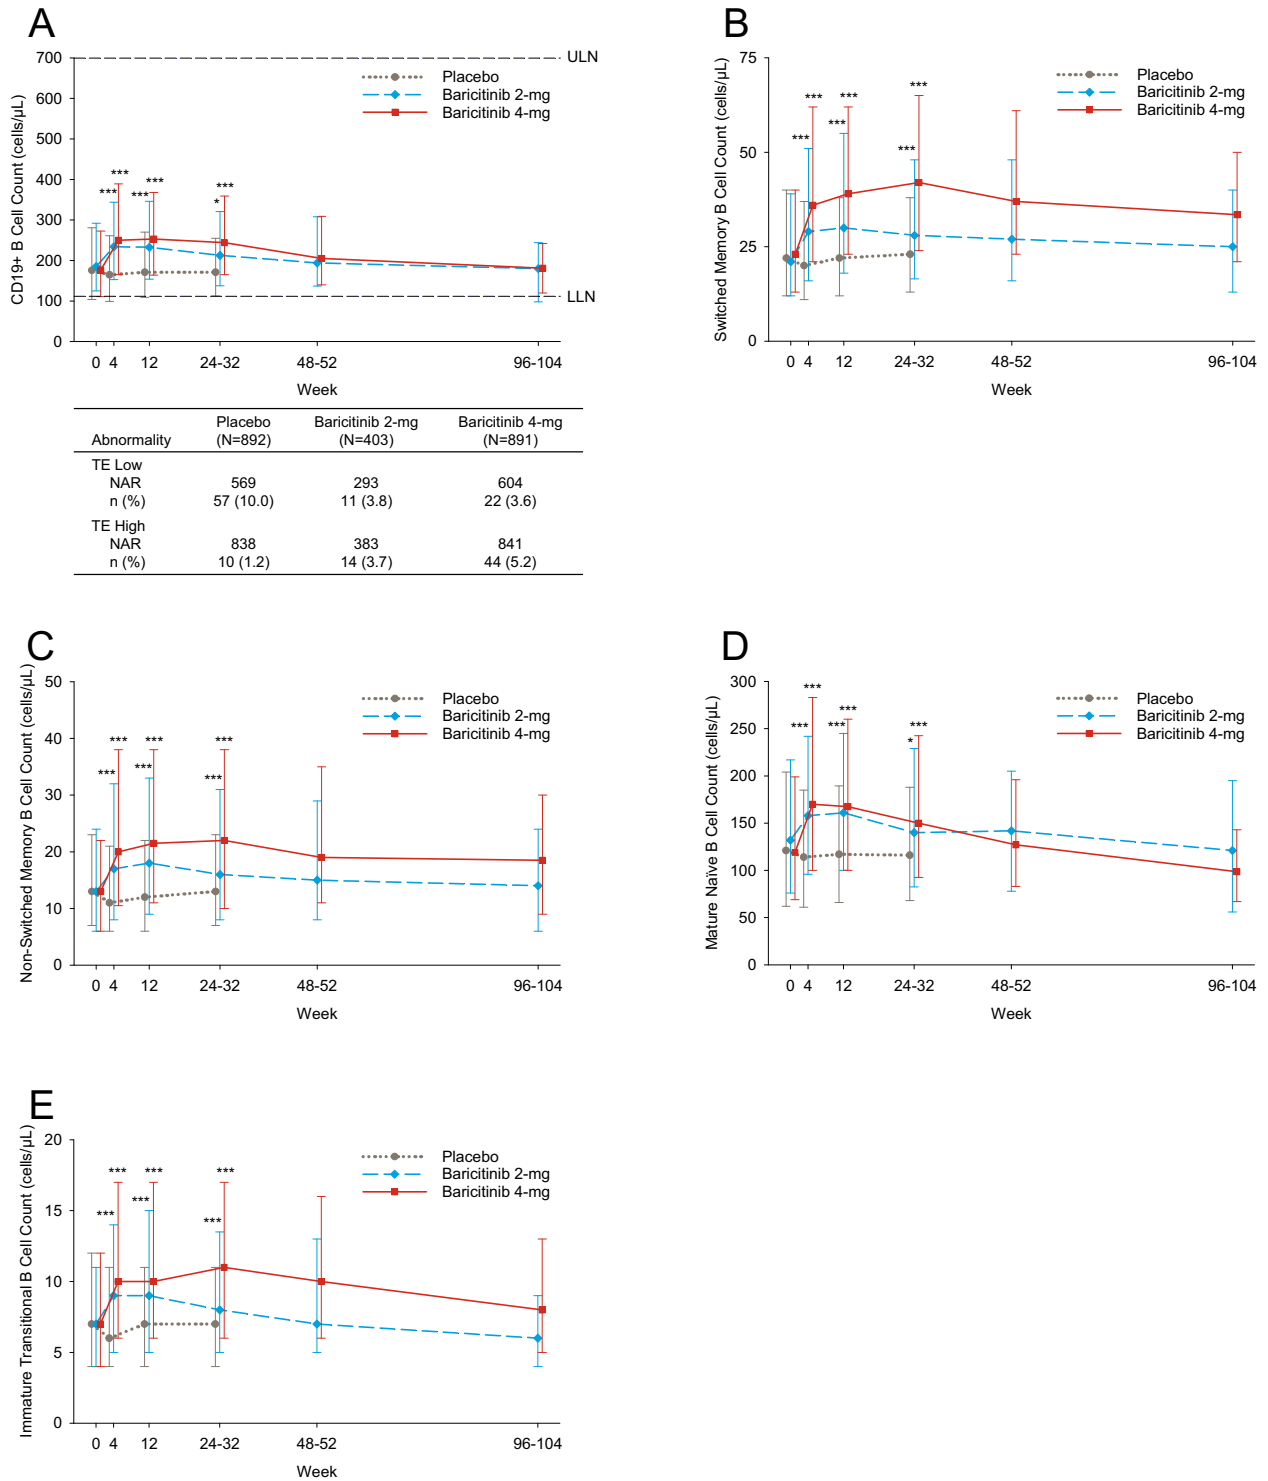 A
CD19+ B Cell Count (cells/µL)
700
600
500
400
300
200
100
0
ULN
LLN
Placebo
Baricitinib 2-mg
Baricitinib 4-mg
*** *** *** *** * ***
0 4 12 24-32 48-52 96-104
Week
Abnormality Placebo (N=892) Baricitinib 2-mg (N=403) Baricitinib 4-mg (N=891)
TE Low
NAR 569 293 604
n (%) 57 (10.0) 11 (3.8) 22 (3.6)
TE High
NAR 838 383 841
n (%) 10 (1.2) 14 (3.7) 44 (5.2)
B
Switched Memory B Cell Count (cells/µL)
75
50
25
0
Placebo
Baricitinib 2-mg
Baricitinib 4-mg
*** *** *** *** *** ***
0 4 12 24-32 48-52 96-104
Week
C
Non-Switched Memory B Cell Count (cells/µL)
50
40
30
20
10
0
Placebo
Baricitinib 2-mg
Baricitinib 4-mg
*** *** *** *** *** ***
0 4 12 24-32 48-52 96-104
Week
D
Mature Naïve B Cell Count (cells/µL)
300
250
200
150
100
50
0
Placebo
Baricitinib 2-mg
Baricitinib 4-mg
*** *** *** *** * ***
0 4 12 24-32 48-52 96-104
Week
E
Immature Transitional B Cell Count (cells/µL)
20
15
10
5
0
Placebo
Baricitinib 2-mg
Baricitinib 4-mg
*** *** *** *** *** ***
0 4 12 24-32 48-52 96-104
Week